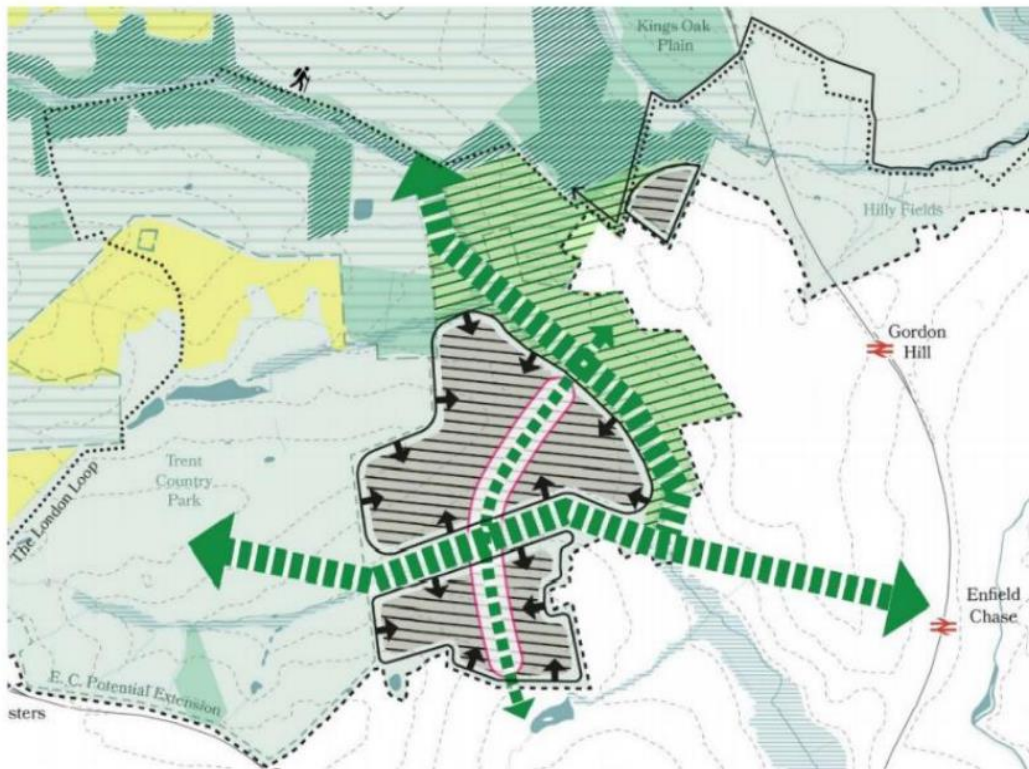 Kings Oak
Plain
Hilly Fields
Gordon
Hill
Trent
Country
Park
The London Loop
Enfield
Chase
E. C. Potential Extension
sters